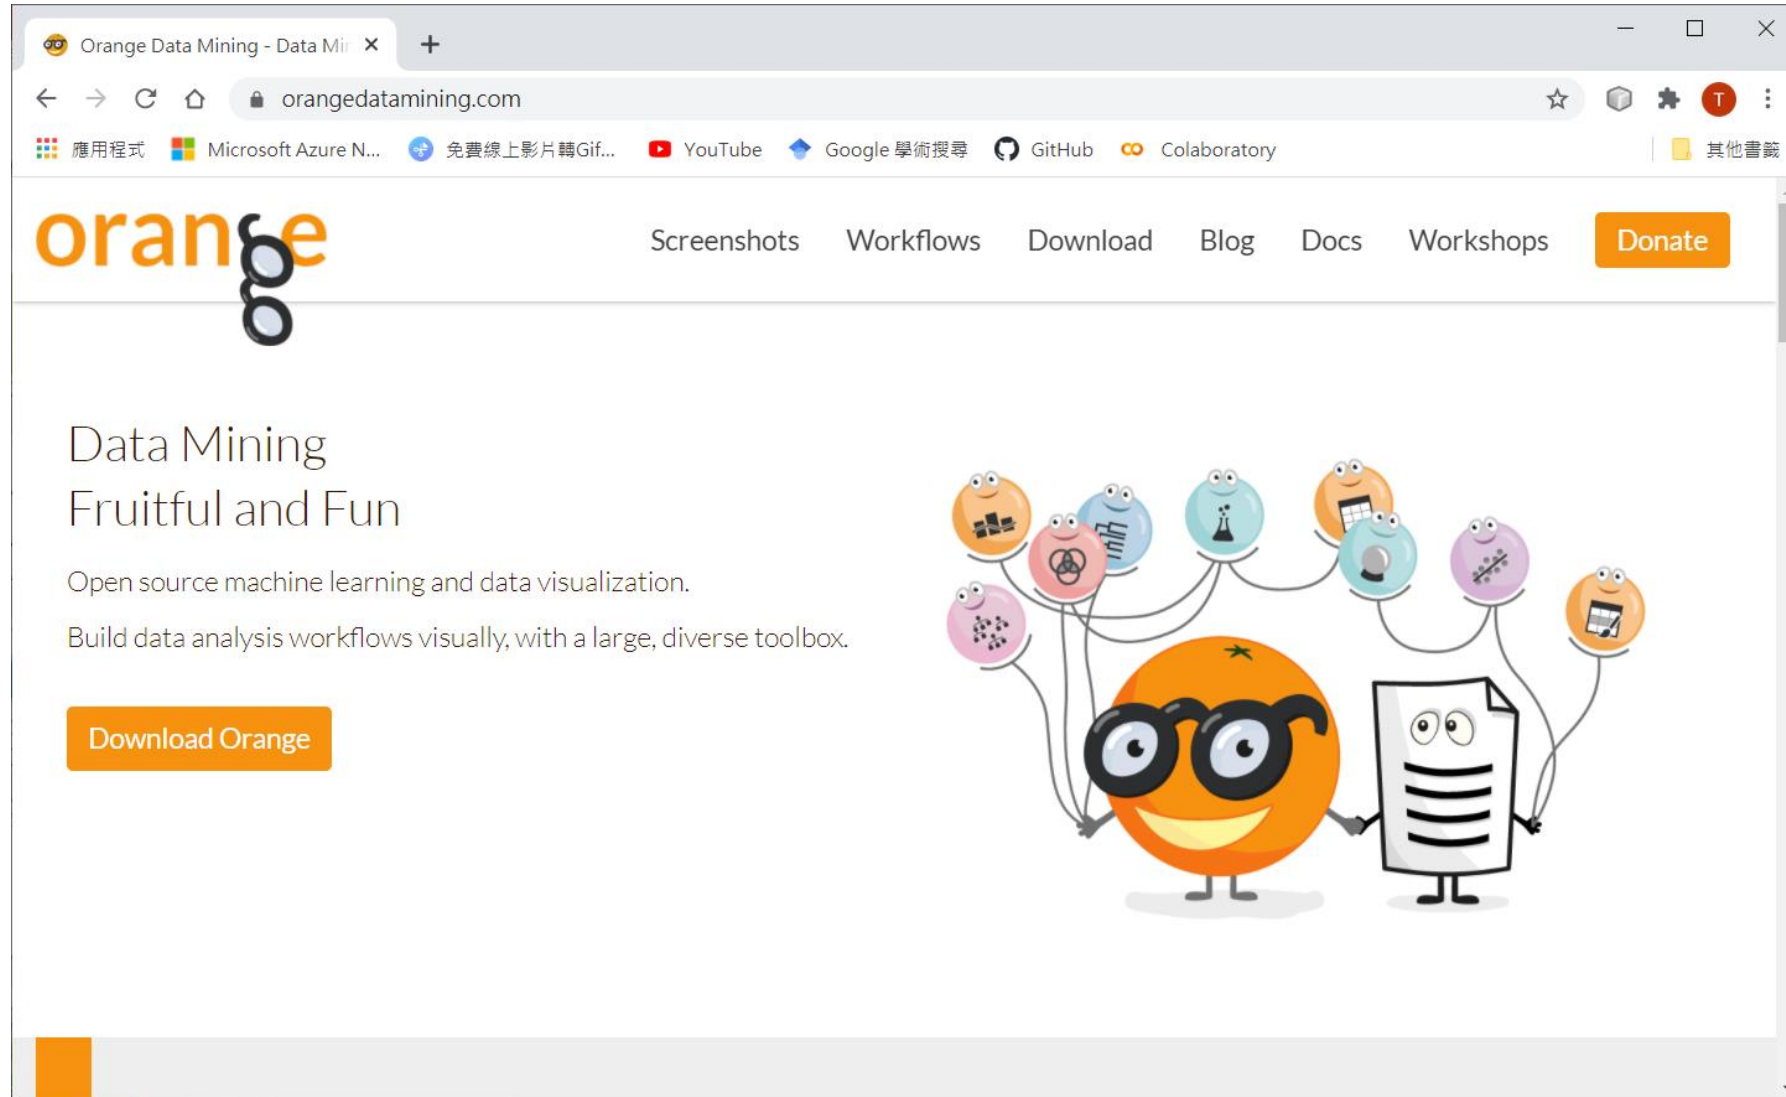 Orange Data Mining - Data Mi
orangedatamining.com
T
應用程式 Microsoft Azure N... 免費線上影片轉Gif... YouTube Google 學術搜尋 GitHub Colaboratory 其他書籤
orange Screenshots Workflows Download Blog Docs Workshops Donate
Data Mining
Fruitful and Fun
Open source machine learning and data visualization.
Build data analysis workflows visually, with a large, diverse toolbox.
Download Orange